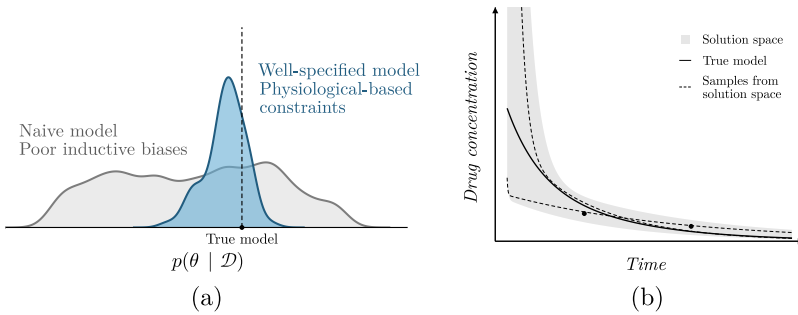 Well-specified model
Physiological-based
constraints
Naive model
Poor inductive biases
True model
p(θ | 𝒟)
(a)
Drug concentration
Solution space
True model
Samples from
solution space
Time
(b)